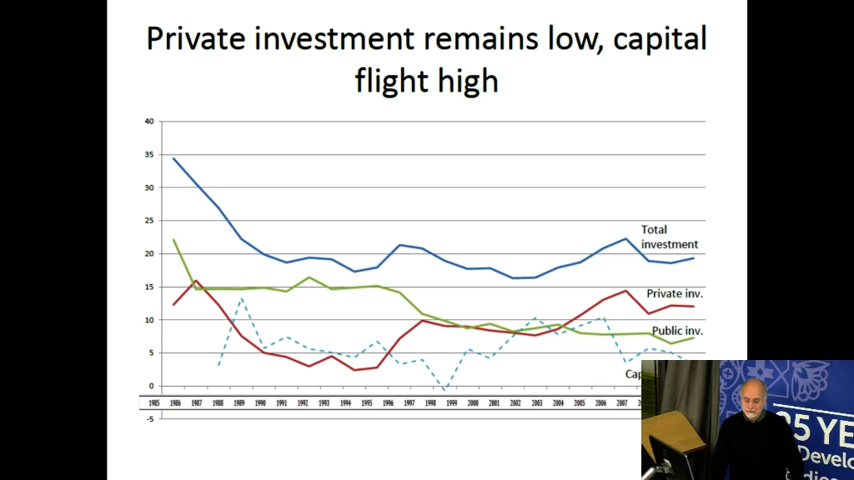 Private investment remains low, capital
flight high
40
35
30
25
20
15
10
5
0
-5
Total
investment
Private inv.
Public inv.
Cap
1985 1986 1987 1988 1989 1990 1991 1992 1993 1994 1995 1996 1997 1998 1999 2000 2001 2002 2003 2004 2005 2006 2007
25 YE
Develo